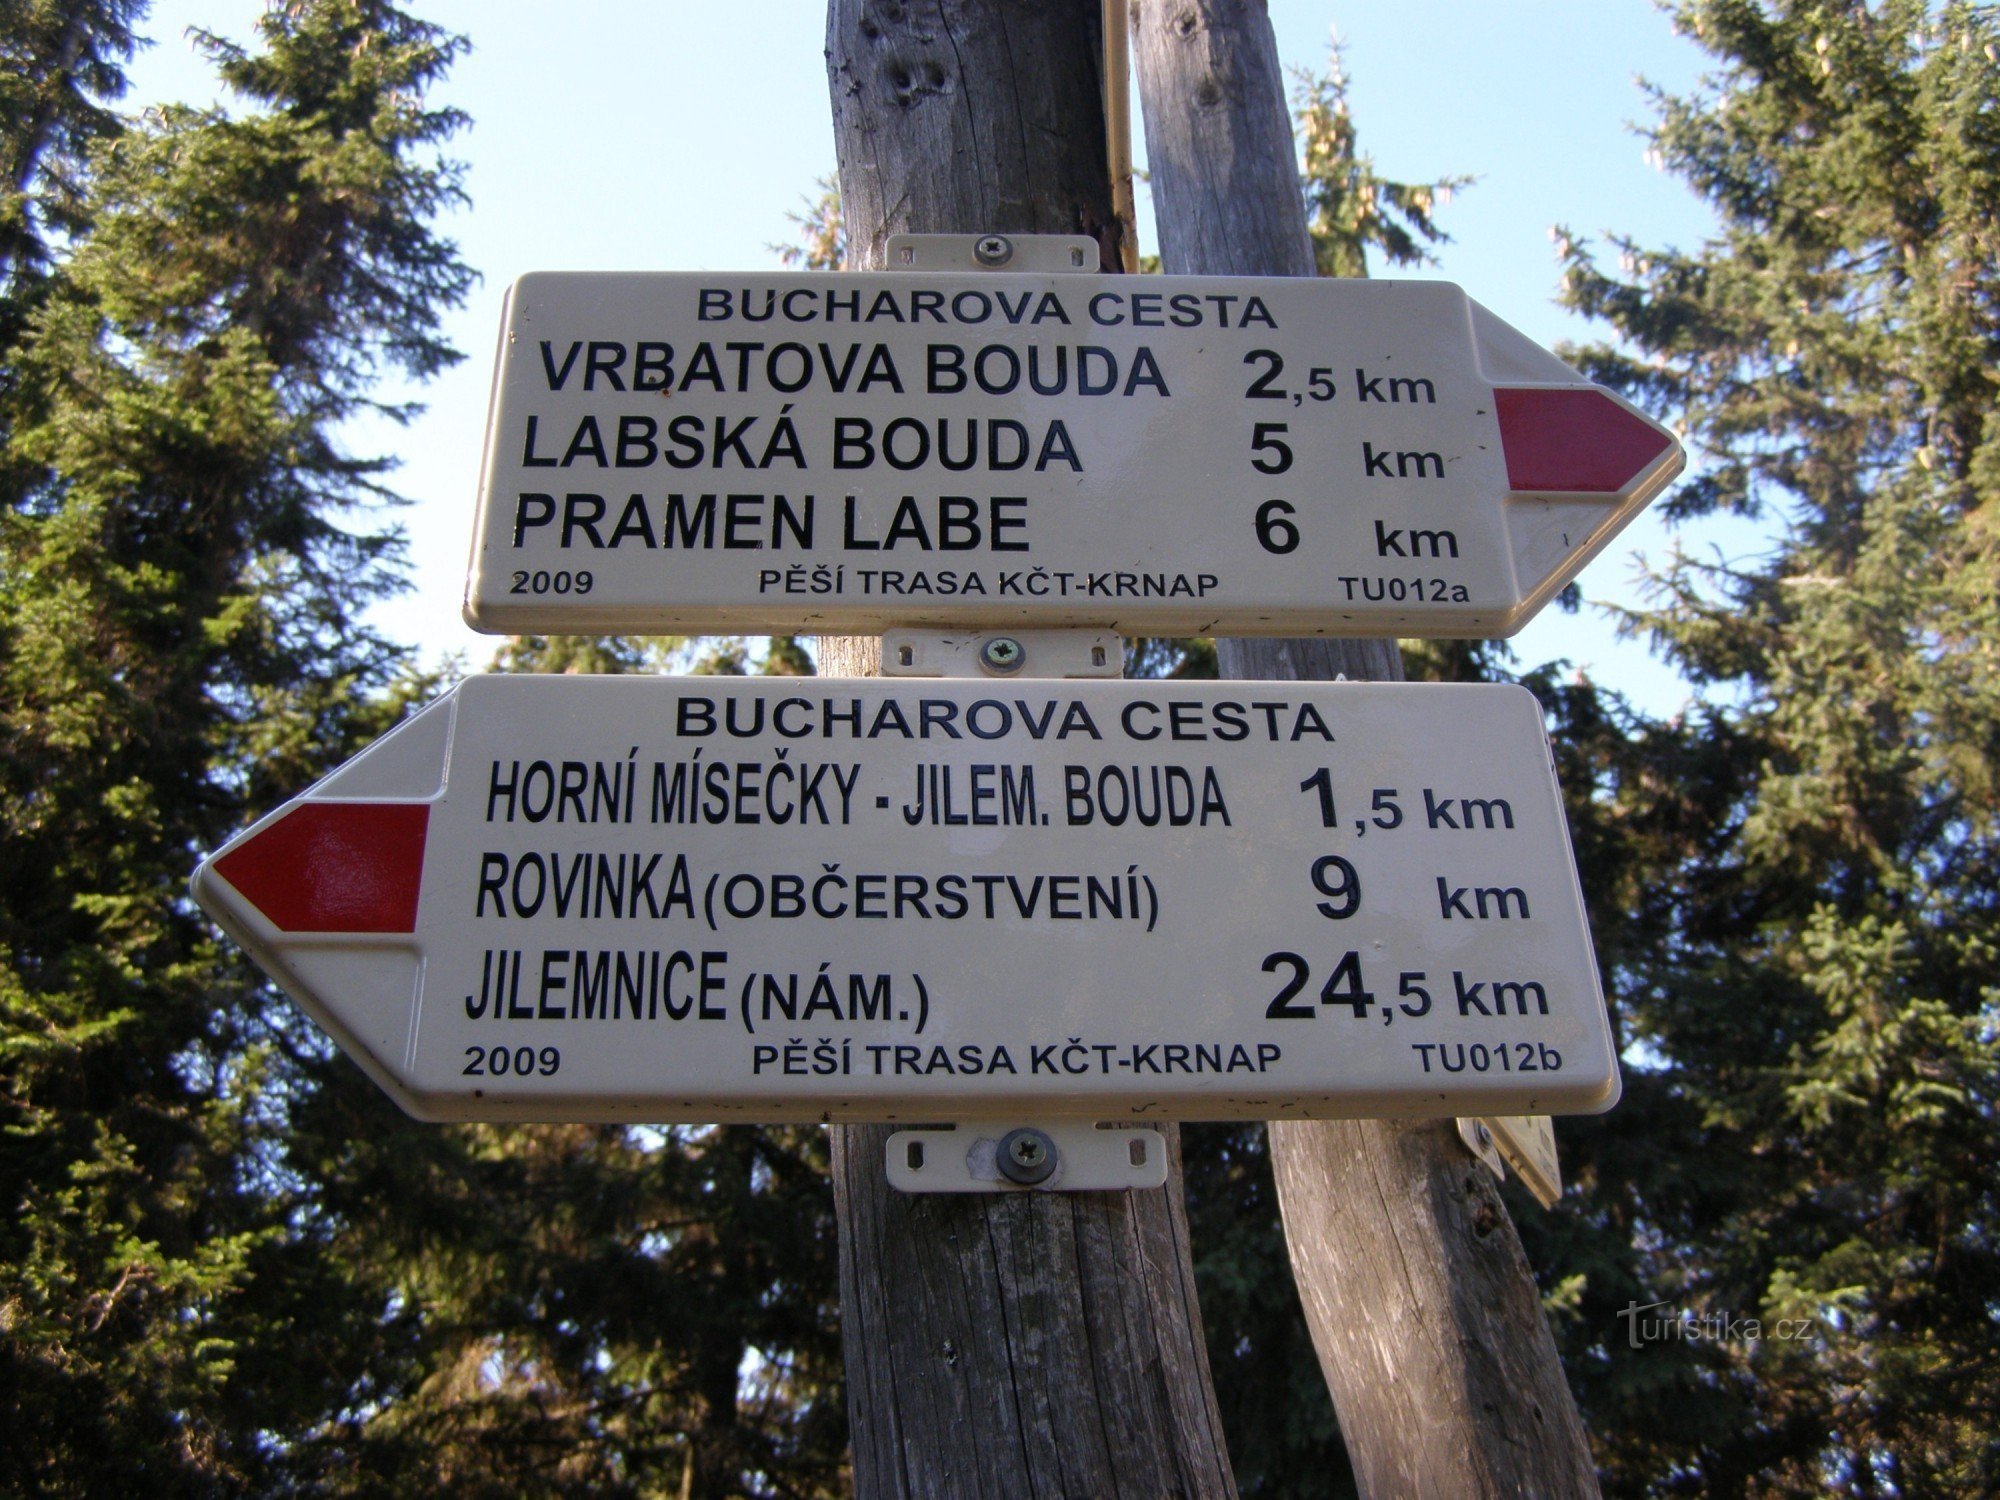 BUCHAROVA CESTA
VRBATOVA BOUDA 2,5 km
LABSKÁ BOUDA 5 km
PRAMEN LABE 6 km
2009 PĚŠÍ TRASA KČT-KRNAP TU012a
BUCHAROVA CESTA
HORNÍ MÍSEČKY - JILEM. BOUDA 1,5 km
ROVINKA (OBČERSTVENÍ) 9 km
JILEMNICE (NÁM.) 24,5 km
2009 PĚŠÍ TRASA KČT-KRNAP TU012b
Turistika.cz